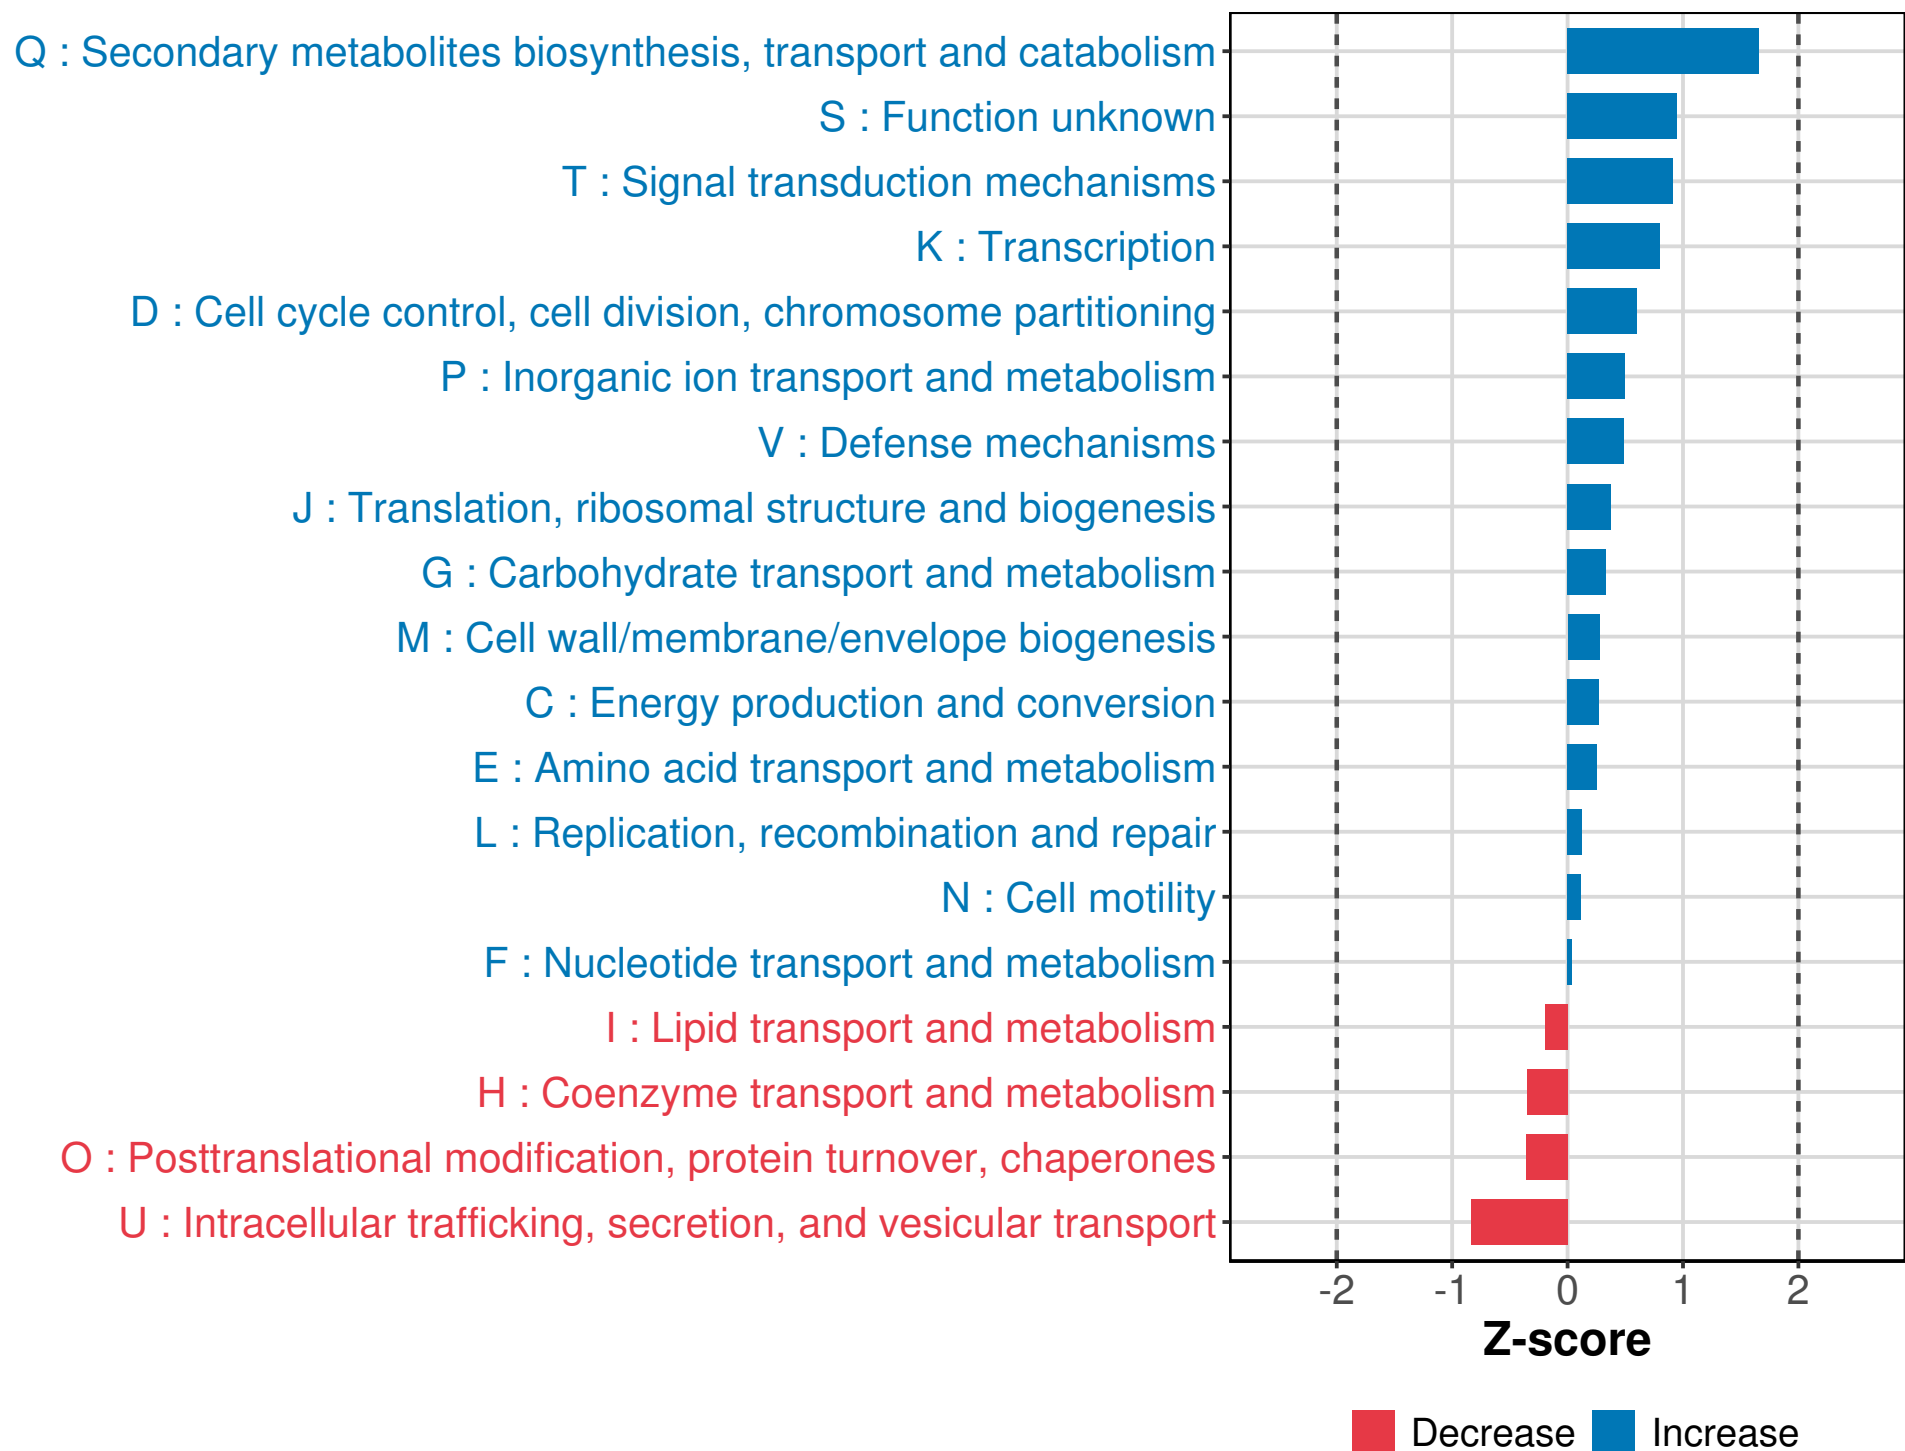 Q : Secondary metabolites biosynthesis, transport and catabolism
S : Function unknown
T : Signal transduction mechanisms
K : Transcription
D : Cell cycle control, cell division, chromosome partitioning
P : Inorganic ion transport and metabolism
V : Defense mechanisms
J : Translation, ribosomal structure and biogenesis
G : Carbohydrate transport and metabolism
M : Cell wall/membrane/envelope biogenesis
C : Energy production and conversion
E : Amino acid transport and metabolism
L : Replication, recombination and repair
N : Cell motility
F : Nucleotide transport and metabolism
I : Lipid transport and metabolism
H : Coenzyme transport and metabolism
O : Posttranslational modification, protein turnover, chaperones
U : Intracellular trafficking, secretion, and vesicular transport
-2 -1 0 1 2
Z-score
Decrease Increase